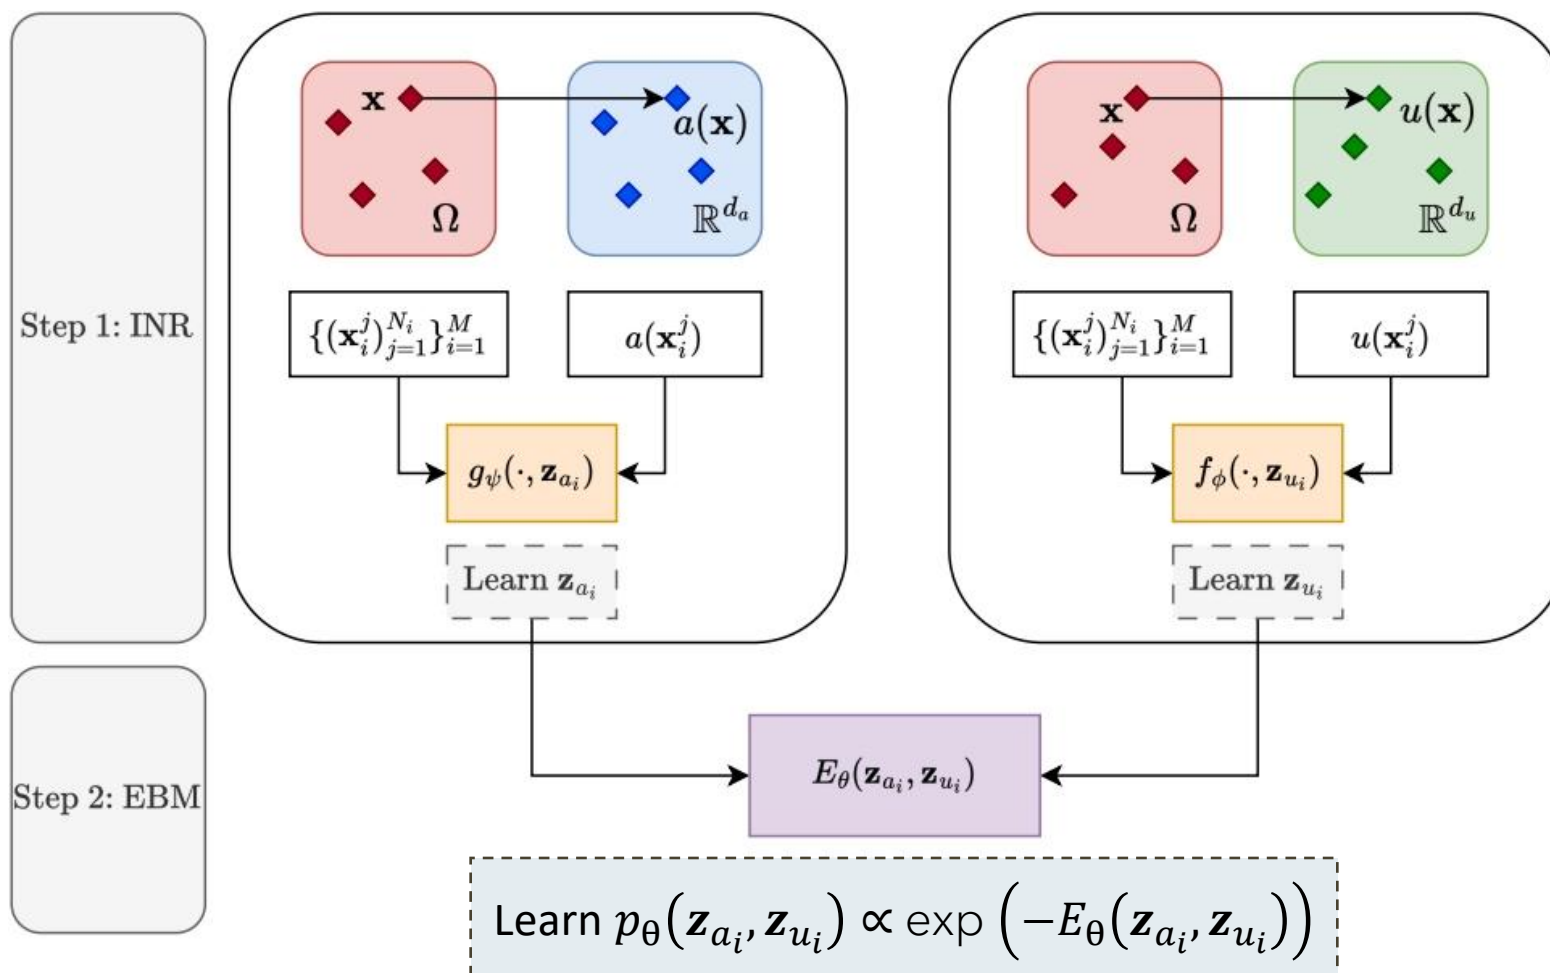 Step 1: INR
x
a(x)
Ω
ℝ^{d_a}
{(x_i^j)_{j=1}^{N_i}}_{i=1}^M
a(x_i^j)
g_ψ(·, z_{a_i})
Learn z_{a_i}
x
u(x)
Ω
ℝ^{d_u}
{(x_i^j)_{j=1}^{N_i}}_{i=1}^M
u(x_i^j)
f_ϕ(·, z_{u_i})
Learn z_{u_i}
Step 2: EBM
E_θ(z_{a_i}, z_{u_i})
Learn p_θ(z_{a_i}, z_{u_i}) ∝ exp (−E_θ(z_{a_i}, z_{u_i}))